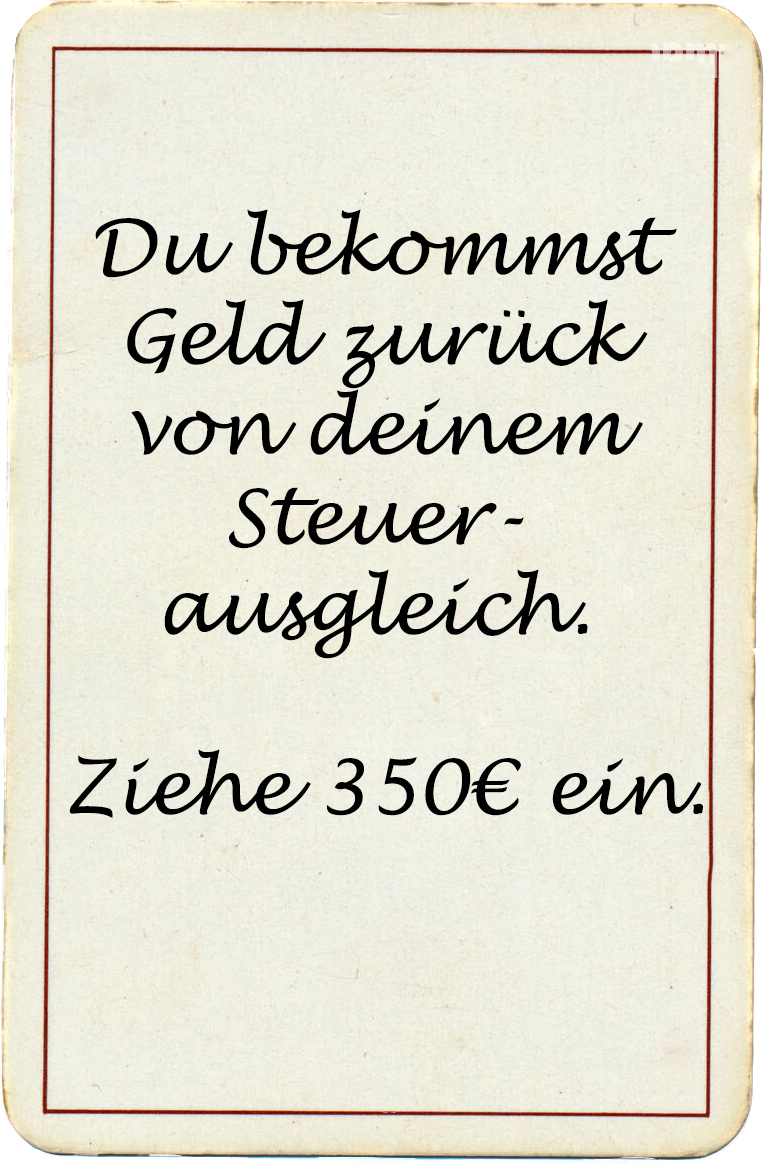 Du bekommst
Geld zurück
von deinem
Steuer-
ausgleich.
Ziehe 350€ ein.